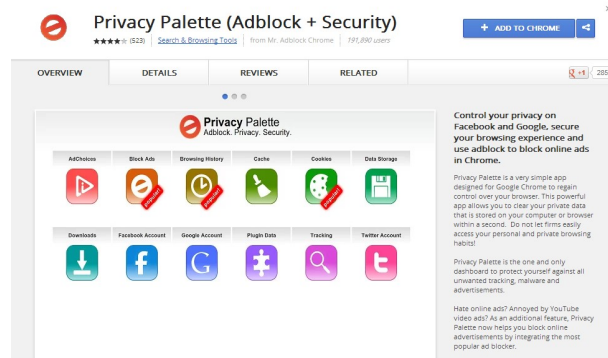 Privacy Palette (Adblock + Security)
(523) Search & Browsing Tools from Mr. Adblock Chrome 191,890 users
+ ADD TO CHROME
OVERVIEW DETAILS REVIEWS RELATED
g +1 285
Privacy Palette
Adblock. Privacy. Security.
AdChoices Block Ads Browsing History Cache Cookies Data Storage
popular! popular! popular!
Downloads Facebook Account Google Account Plugin Data Tracking Twitter Account
f G t
Control your privacy on
Facebook and Google, secure
your browsing experience and
use adblock to block online ads
in Chrome.
Privacy Palette is a very simple app
designed for Google Chrome to regain
control over your browser. This powerful
app allows you to clear your private data
that is stored on your computer or browser
within a second. Do not let firms easily
access your personal and private browsing
habits!
Privacy Palette is the one and only
dashboard to protect yourself against all
unwanted tracking, malware and
advertisements.
Hate online ads? Annoyed by YouTube
video ads? As an additional feature, Privacy
Palette now helps you block online
advertisements by integrating the most
popular ad blocker.